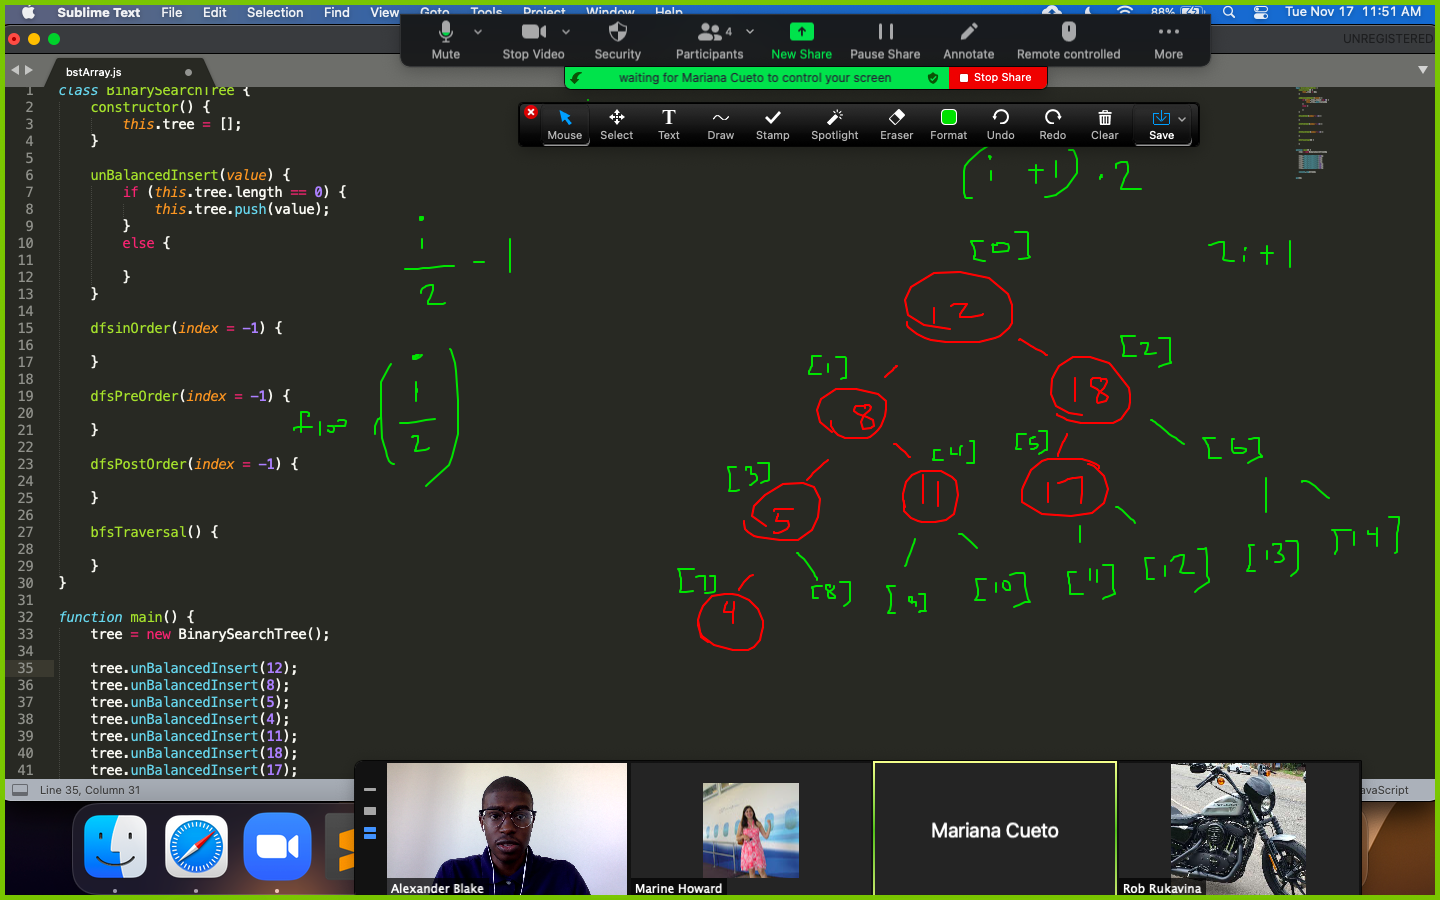 Sublime Text File Edit Selection Find View Goto Tools Project Window Help 88% Tue Nov 17 11:51 AM
UNREGISTERED
Mute Stop Video Security Participants 4 New Share Pause Share Annotate Remote controlled More
waiting for Mariana Cueto to control your screen Stop Share
bstArray.js
Mouse Select Text Draw Stamp Spotlight Eraser Format Undo Redo Clear Save
1 class BinarySearchTree {
2 constructor() {
3 this.tree = [];
4 }
5
6 unBalancedInsert(value) {
7 if (this.tree.length == 0) {
8 this.tree.push(value);
9 }
10 else {
11
12 }
13 }
14
15 dfsinOrder(index = -1) {
16
17 }
18
19 dfsPreOrder(index = -1) {
20
21 }
22
23 dfsPostOrder(index = -1) {
24
25 }
26
27 bfsTraversal() {
28
29 }
30 }
31
32 function main() {
33 tree = new BinarySearchTree();
34
35 tree.unBalancedInsert(12);
36 tree.unBalancedInsert(8);
37 tree.unBalancedInsert(5);
38 tree.unBalancedInsert(4);
39 tree.unBalancedInsert(11);
40 tree.unBalancedInsert(18);
41 tree.unBalancedInsert(17);
(i + 1) . 2
i
2
- 1
[0]
2i + 1
12
[1]
[2]
8
18
(i
2)
[3]
[4]
[5]
[6]
5
11
17
[7]
[8]
[9]
[10]
[11]
[12]
[13]
[14]
4
Line 35, Column 31
JavaScript
Alexander Blake
Marine Howard
Mariana Cueto
Rob Rukavina